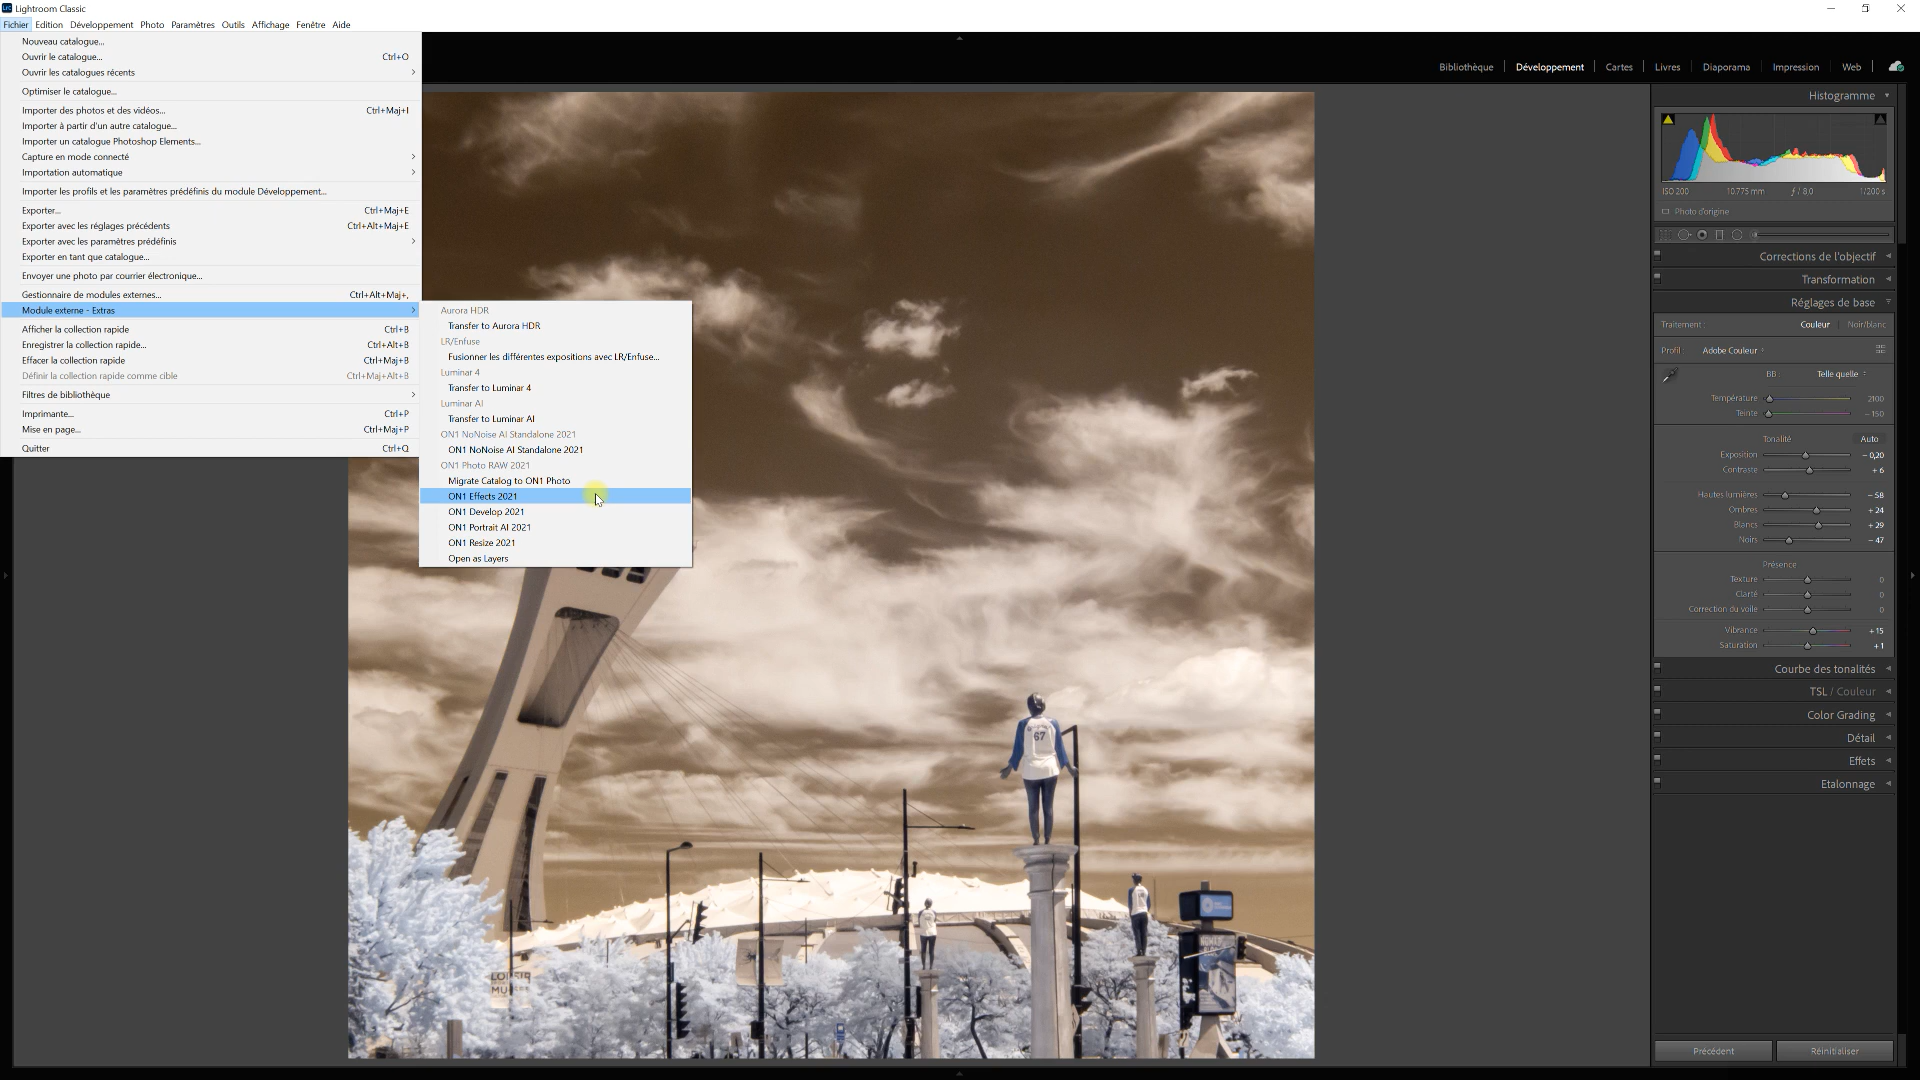 Lightroom Classic
Fichier Edition Développement Photo Paramètres Outils Affichage Fenêtre Aide
Nouveau catalogue...
Ouvrir le catalogue... Ctrl+O
Ouvrir les catalogues récents
Optimiser le catalogue...
Importer des photos et des vidéos... Ctrl+Maj+I
Importer à partir d'un autre catalogue...
Importer un catalogue Photoshop Elements...
Capture en mode connecté
Importation automatique
Importer les profils et les paramètres prédéfinis du module Développement...
Exporter... Ctrl+Maj+E
Exporter avec les réglages précédents Ctrl+Alt+Maj+E
Exporter avec les paramètres prédéfinis
Exporter en tant que catalogue...
Envoyer une photo par courrier électronique...
Gestionnaire de modules externes... Ctrl+Alt+Maj+,
Module externe - Extras
Afficher la collection rapide Ctrl+B
Enregistrer la collection rapide... Ctrl+Alt+B
Effacer la collection rapide Ctrl+Maj+B
Définir la collection rapide comme cible Ctrl+Maj+Alt+B
Filtres de bibliothèque
Imprimante... Ctrl+P
Mise en page... Ctrl+Maj+P
Quitter Ctrl+Q
Aurora HDR
Transfer to Aurora HDR
LR/Enfuse
Fusionner les différentes expositions avec LR/Enfuse...
Luminar 4
Transfer to Luminar 4
Luminar AI
Transfer to Luminar AI
ON1 NoNoise AI Standalone 2021
ON1 NoNoise AI Standalone 2021
ON1 Photo RAW 2021
Migrate Catalog to ON1 Photo
ON1 Effects 2021
ON1 Develop 2021
ON1 Portrait AI 2021
ON1 Resize 2021
Open as Layers
Bibliothèque Développement Cartes Livres Diaporama Impression Web
Histogramme
ISO 200 10.775 mm ƒ / 8,0 1/200 s
Photo d'origine
Corrections de l'objectif
Transformation
Réglages de base
Traitement : Couleur Noir/blanc
Profil Adobe Couleur
BB : Telle quelle
Température 2100
Teinte - 150
Tonalité Auto
Exposition - 0,20
Contraste + 6
Hautes lumières - 58
Ombres + 24
Blancs + 29
Noirs - 47
Présence
Texture 0
Clarté 0
Correction du voile 0
Vibrance + 15
Saturation + 1
Courbe des tonalités
TSL / Couleur
Color Grading
Détail
Effets
Etalonnage
Précédent Réinitialiser
67